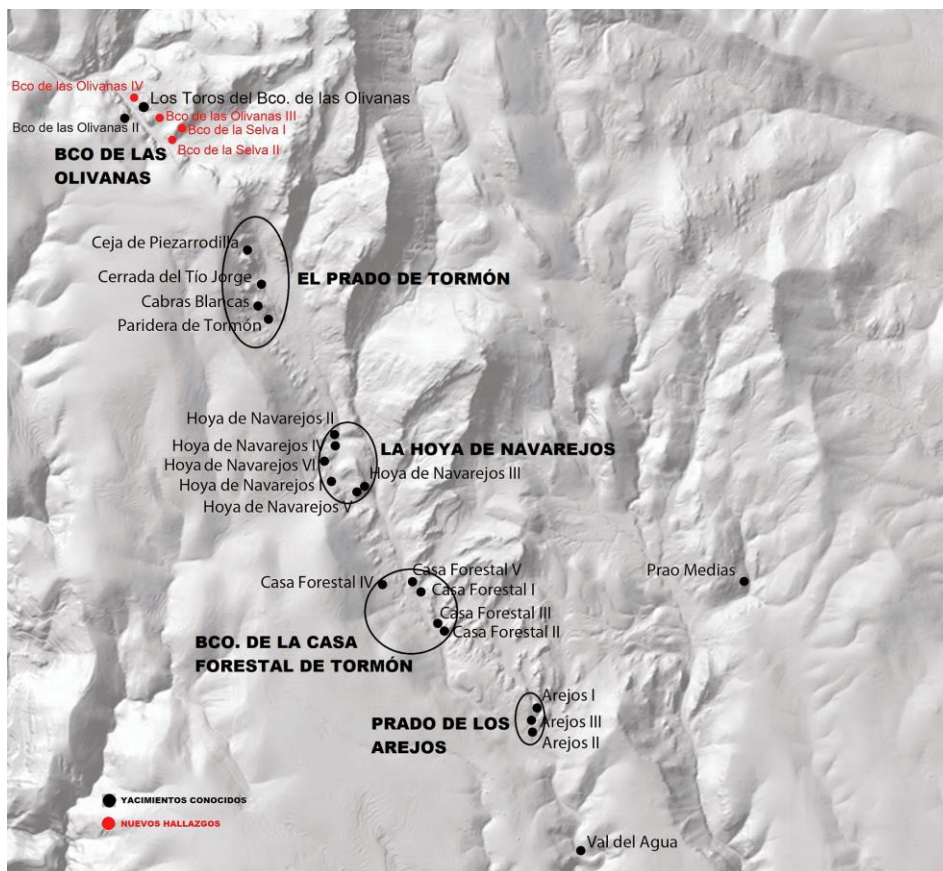 Bco de las Olivanas IV
Los Toros del Bco. de las Olivanas
Bco de las Olivanas III
Bco de las Olivanas II
Bco de la Selva I
Bco de la Selva II
BCO DE LAS
OLIVANAS
Ceja de Piezarrodilla
EL PRADO DE TORMÓN
Cerrada del Tío Jorge
Cabras Blancas
Paridera de Tormón
Hoya de Navarejos II
Hoya de Navarejos IV
LA HOYA DE NAVAREJOS
Hoya de Navarejos VI
Hoya de Navarejos III
Hoya de Navarejos I
Hoya de Navarejos V
Casa Forestal V
Prao Medias
Casa Forestal IV
Casa Forestal I
Casa Forestal III
Casa Forestal II
BCO. DE LA CASA
FORESTAL DE TORMÓN
Arejos I
Arejos III
Arejos II
PRADO DE LOS
AREJOS
YACIMIENTOS CONOCIDOS
NUEVOS HALLAZGOS
Val del Agua